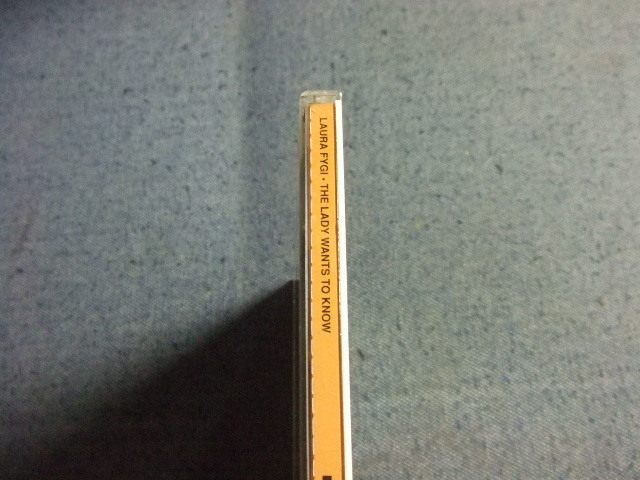 LAURA FYGI · THE LADY WANTS TO KNOW